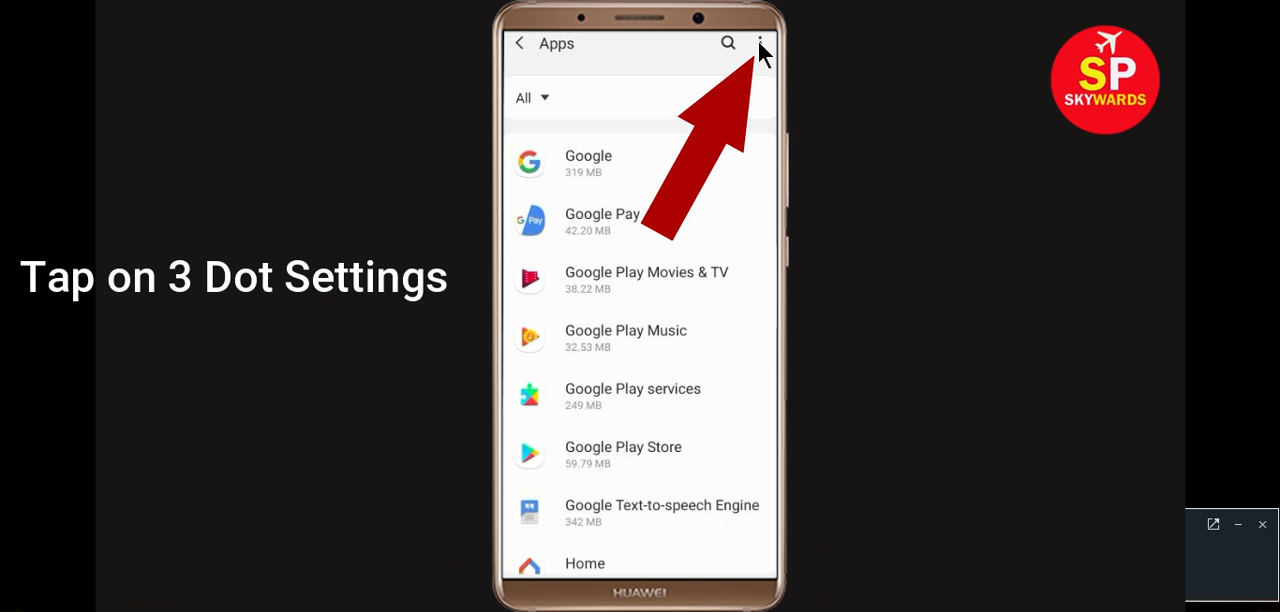 Apps
SP
SKYWARDS
All
Google
319 MB
Google Pay
G Pay
42.20 MB
Tap on 3 Dot Settings
Google Play Movies & TV
38.22 MB
Google Play Music
32.53 MB
Google Play services
249 MB
Google Play Store
59.79 MB
Google Text-to-speech Engine
342 MB
Home
HUAWEI